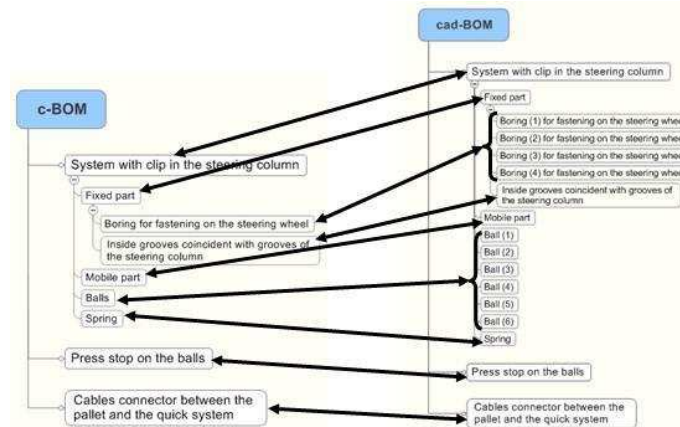 c-BOM
System with clip in the steering column
Fixed part
Boring for fastening on the steering wheel
Inside grooves coincident with grooves of
the steering column
Mobile part
Balls
Spring
Press stop on the balls
Cables connector between the
pallet and the quick system
cad-BOM
System with clip in the steering column
Fixed part
Boring (1) for fastening on the steering whee
Boring (2) for fastening on the steering whee
Boring (3) for fastening on the steering whee
Boring (4) for fastening on the steering whee
Inside grooves coincident with grooves of
the steering column
Mobile part
Ball (1)
Ball (2)
Ball (3)
Ball (4)
Ball (5)
Ball (6)
Spring
Press stop on the balls
Cables connector between the
pallet and the quick system